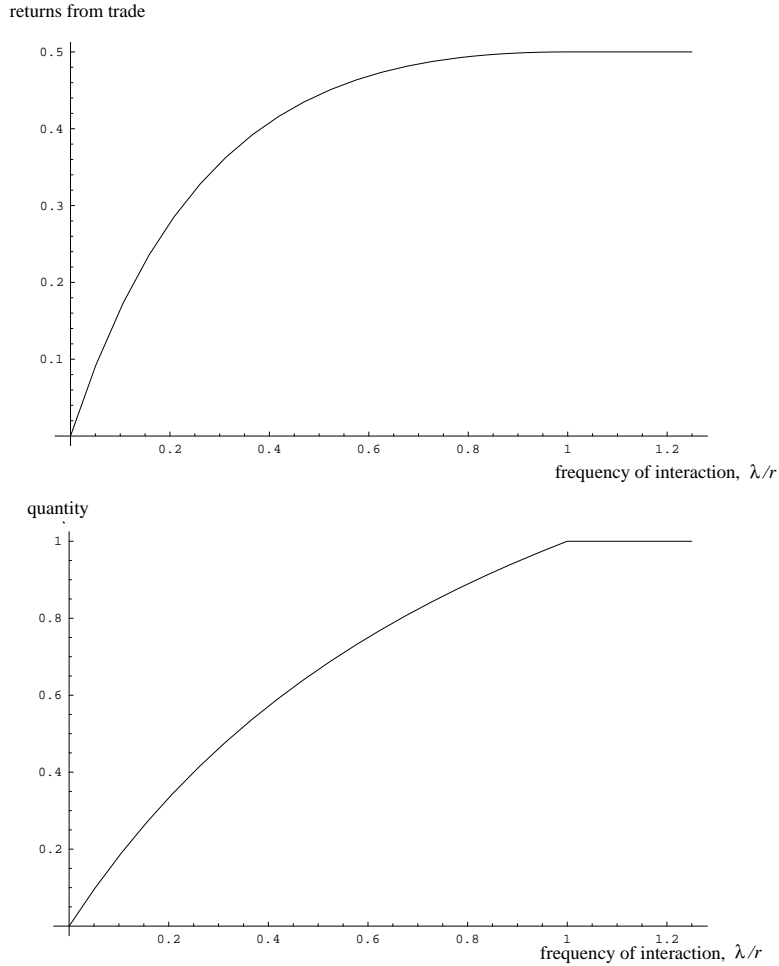 returns from trade
0.5
0.4
0.3
0.2
0.1
0.2 0.4 0.6 0.8 1 1.2
frequency of interaction, λ/r
quantity
1
0.8
0.6
0.4
0.2
0.2 0.4 0.6 0.8 1 1.2
frequency of interaction, λ/r